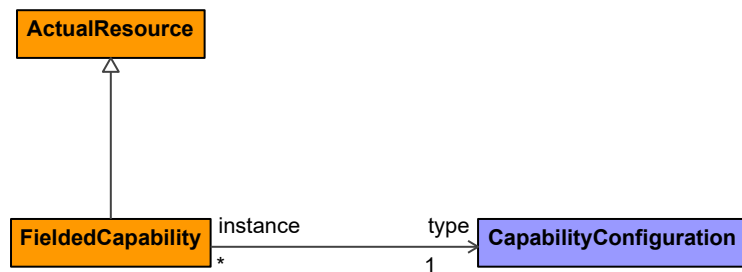 ActualResource
instance type
FieldedCapability CapabilityConfiguration
* 1